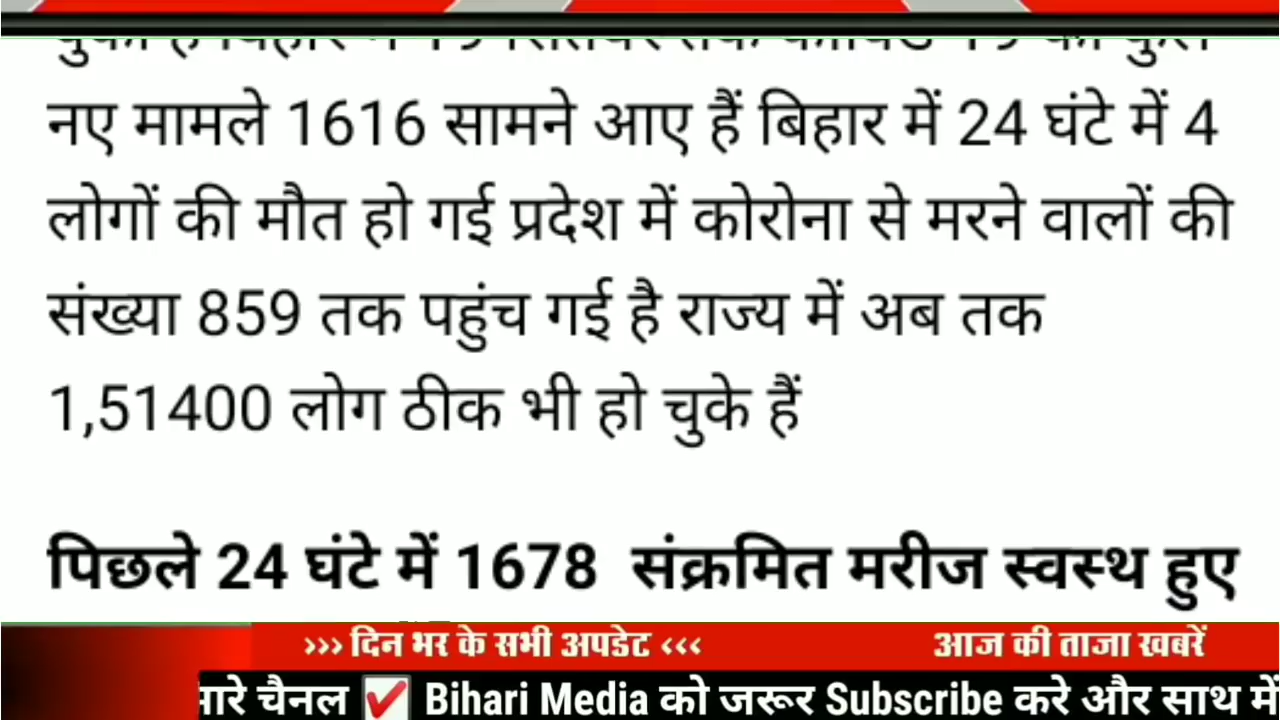 नए मामले 1616 सामने आए हैं बिहार में 24 घंटे में 4
लोगों की मौत हो गई प्रदेश में कोरोना से मरने वालों की
संख्या 859 तक पहुंच गई है राज्य में अब तक
1,51400 लोग ठीक भी हो चुके हैं
पिछले 24 घंटे में 1678 संक्रमित मरीज स्वस्थ हुए
››› दिन भर के सभी अपडेट ‹‹‹ आज की ताजा खबरें
चैनल ✅ Bihari Media को जरूर Subscribe करे और साथ में